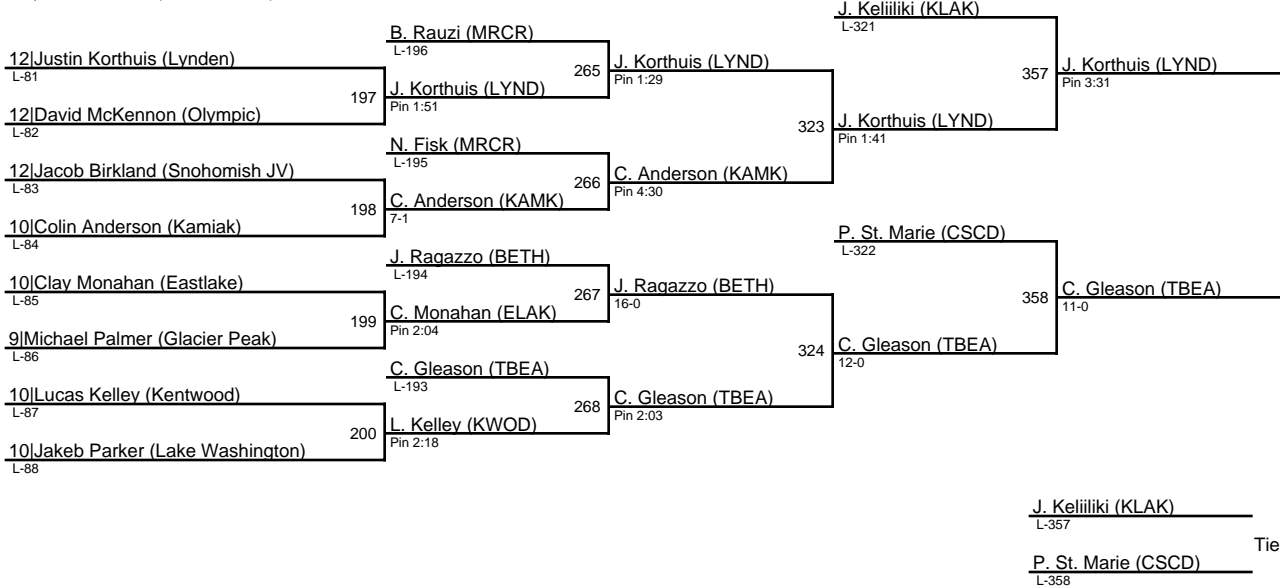 J. Keliiliki (KLAK)
L-321
B. Rauzi (MRCR)
L-196
12|Justin Korthuis (Lynden)
L-81
265
J. Korthuis (LYND)
Pin 1:29
357
J. Korthuis (LYND)
Pin 3:31
197
J. Korthuis (LYND)
Pin 1:51
12|David McKennon (Olympic)
L-82
323
J. Korthuis (LYND)
Pin 1:41
N. Fisk (MRCR)
L-195
12|Jacob Birkland (Snohomish JV)
L-83
266
C. Anderson (KAMK)
Pin 4:30
198
C. Anderson (KAMK)
7-1
10|Colin Anderson (Kamiak)
L-84
P. St. Marie (CSCD)
L-322
J. Ragazzo (BETH)
L-194
10|Clay Monahan (Eastlake)
L-85
267
J. Ragazzo (BETH)
16-0
358
C. Gleason (TBEA)
11-0
199
C. Monahan (ELAK)
Pin 2:04
9|Michael Palmer (Glacier Peak)
L-86
324
C. Gleason (TBEA)
12-0
C. Gleason (TBEA)
L-193
10|Lucas Kelley (Kentwood)
L-87
268
C. Gleason (TBEA)
Pin 2:03
200
L. Kelley (KWOD)
Pin 2:18
10|Jakeb Parker (Lake Washington)
L-88
J. Keliiliki (KLAK)
L-357
Tie
P. St. Marie (CSCD)
L-358